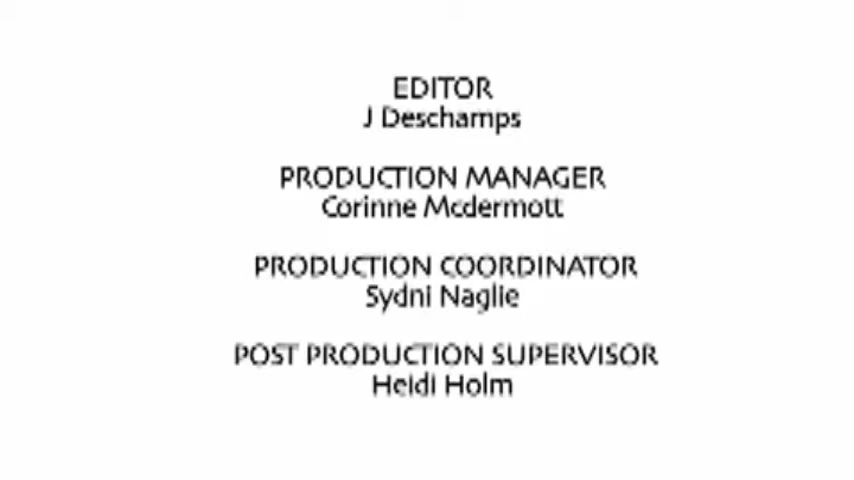 EDITOR
J Deschamps
PRODUCTION MANAGER
Corinne Mcdermott
PRODUCTION COORDINATOR
Sydni Naglie
POST PRODUCTION SUPERVISOR
Heidi Holm